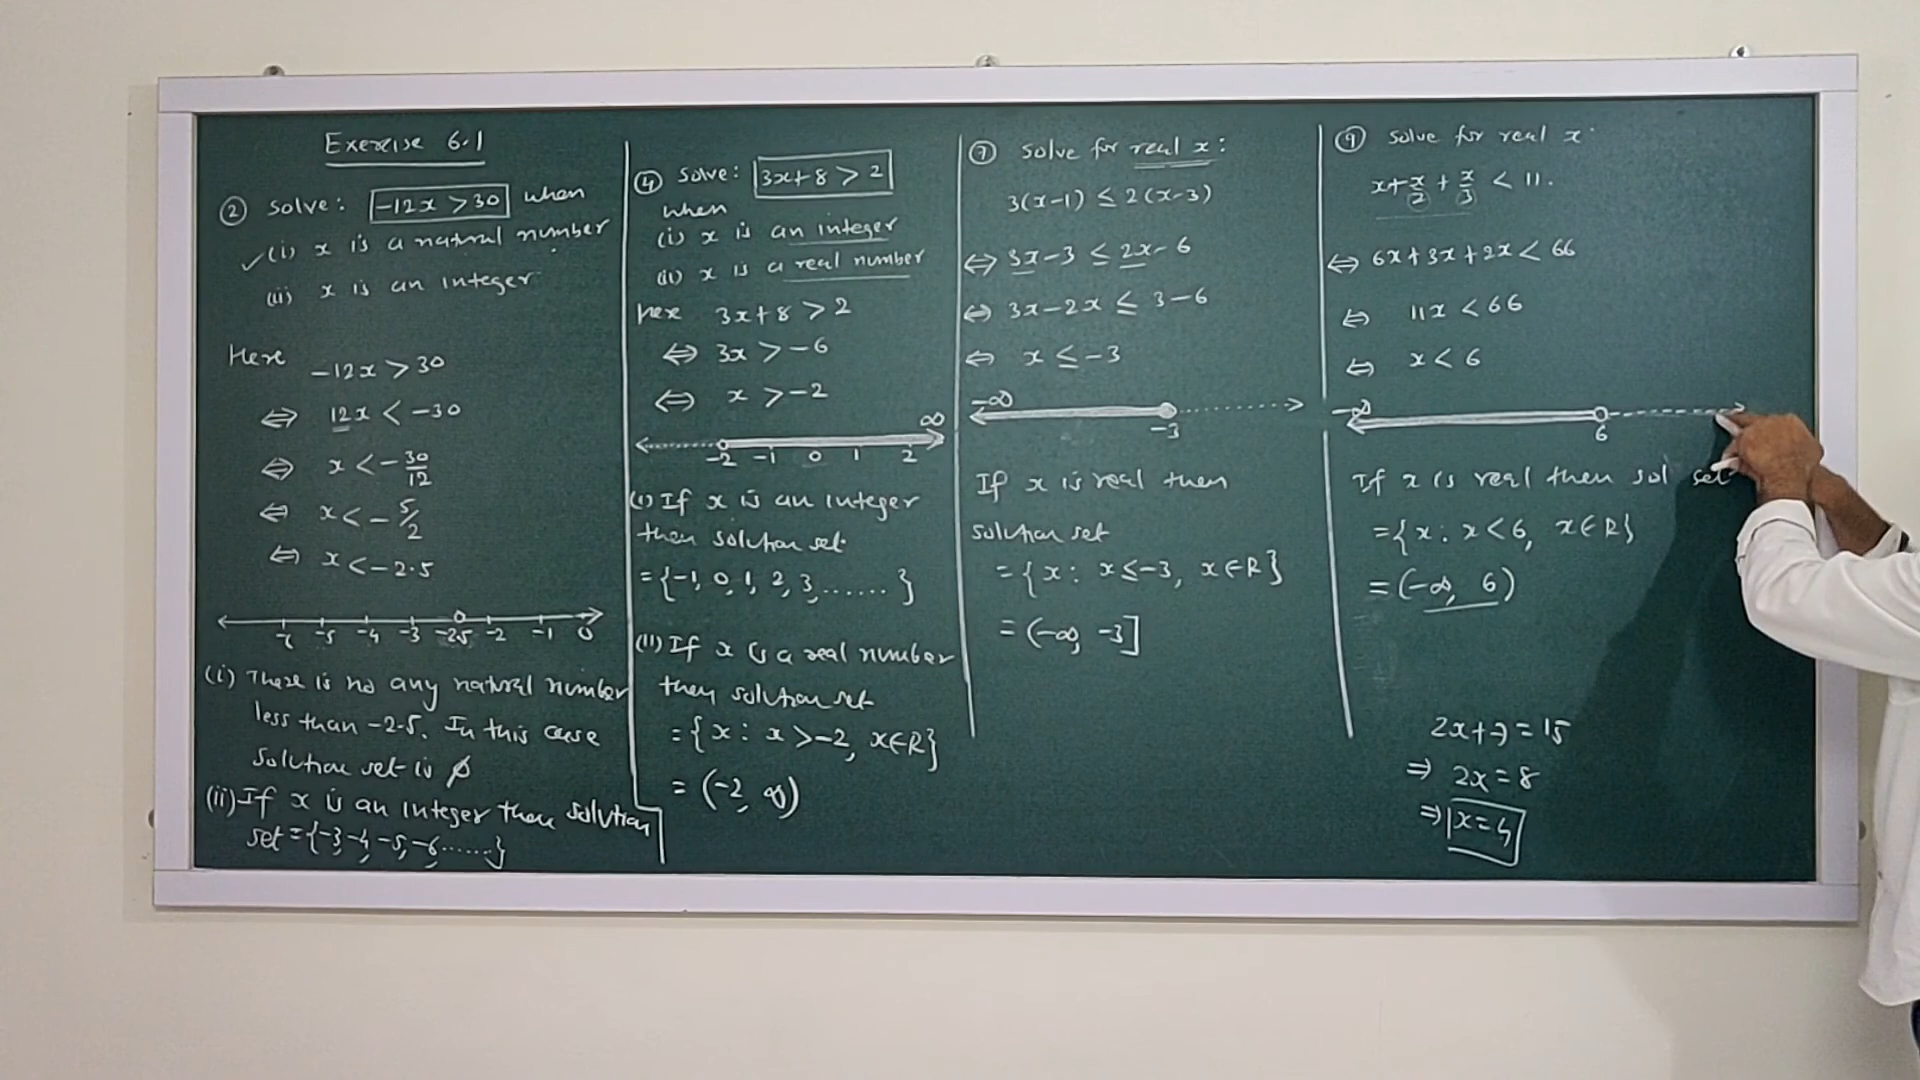 Exercise 6.1
② Solve: -12x > 30 when
✓(i) x is a natural number
(ii) x is an integer
Here -12x > 30
⇔ 12x < -30
⇔ x < -30/12
⇔ x < -5/2
⇔ x < -2.5
-6 -5 -4 -3 -2.5 -2 -1 0
(i) There is no any natural number
less than -2.5. In this case
solution set is ϕ
(ii) If x is an integer then solution
set = {-3, -4, -5, -6, ......}
④ Solve: 3x+8 > 2
when
(i) x is an integer
(ii) x is a real number
Here 3x+8 > 2
⇔ 3x > -6
⇔ x > -2
∞
-2 -1 0 1 2
(i) If x is an integer
then solution set
= {-1, 0, 1, 2, 3, ......}
(ii) If x is a real number
then solution set
= {x : x > -2, x∈R}
= (-2, ∞)
⑦ Solve for real x :
3(x-1) ≤ 2(x-3)
⇔ 3x-3 ≤ 2x-6
⇔ 3x-2x ≤ 3-6
⇔ x ≤ -3
-∞
-3
If x is real then
solution set
= {x : x ≤ -3, x∈R}
= (-∞, -3]
⑨ Solve for real x
x + x/2 + x/3 < 11.
⇔ 6x+3x+2x < 66
⇔ 11x < 66
⇔ x < 6
-∞
6
If x is real then sol set
= {x : x < 6, x∈R}
= (-∞, 6)
2x+7 = 15
⇒ 2x = 8
⇒ x = 4